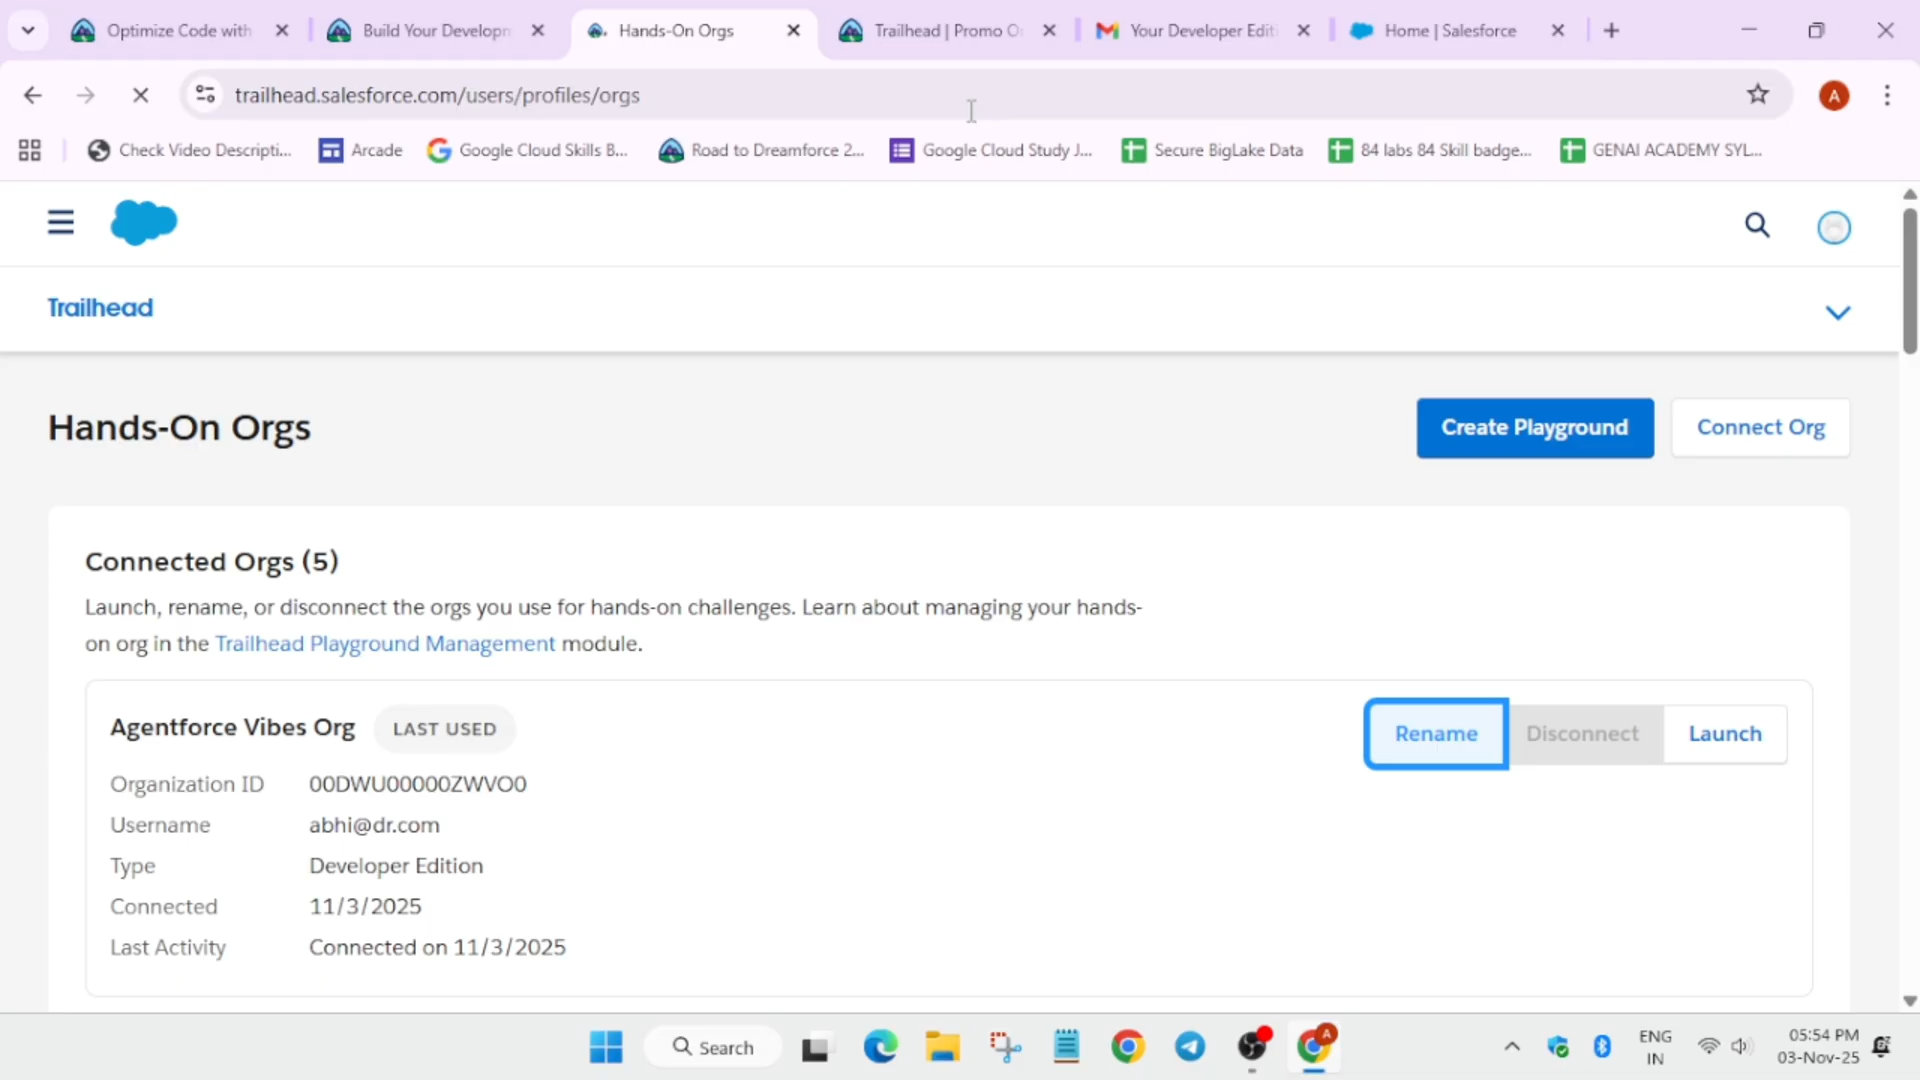 Optimize Code with
Build Your Developm
Hands-On Orgs
Trailhead | Promo O
Your Developer Editi
Home | Salesforce
trailhead.salesforce.com/users/profiles/orgs
A
Check Video Descripti...
Arcade
Google Cloud Skills B...
Road to Dreamforce 2...
Google Cloud Study J...
Secure BigLake Data
84 labs 84 Skill badge...
GENAI ACADEMY SYL...
Trailhead
Hands-On Orgs
Create Playground
Connect Org
Connected Orgs (5)
Launch, rename, or disconnect the orgs you use for hands-on challenges. Learn about managing your hands-
on org in the Trailhead Playground Management module.
Agentforce Vibes Org LAST USED
Rename
Disconnect
Launch
Organization ID 00DWU00000ZWVO0
Username abhi@dr.com
Type Developer Edition
Connected 11/3/2025
Last Activity Connected on 11/3/2025
Search
A
ENG
IN
05:54 PM
03-Nov-25